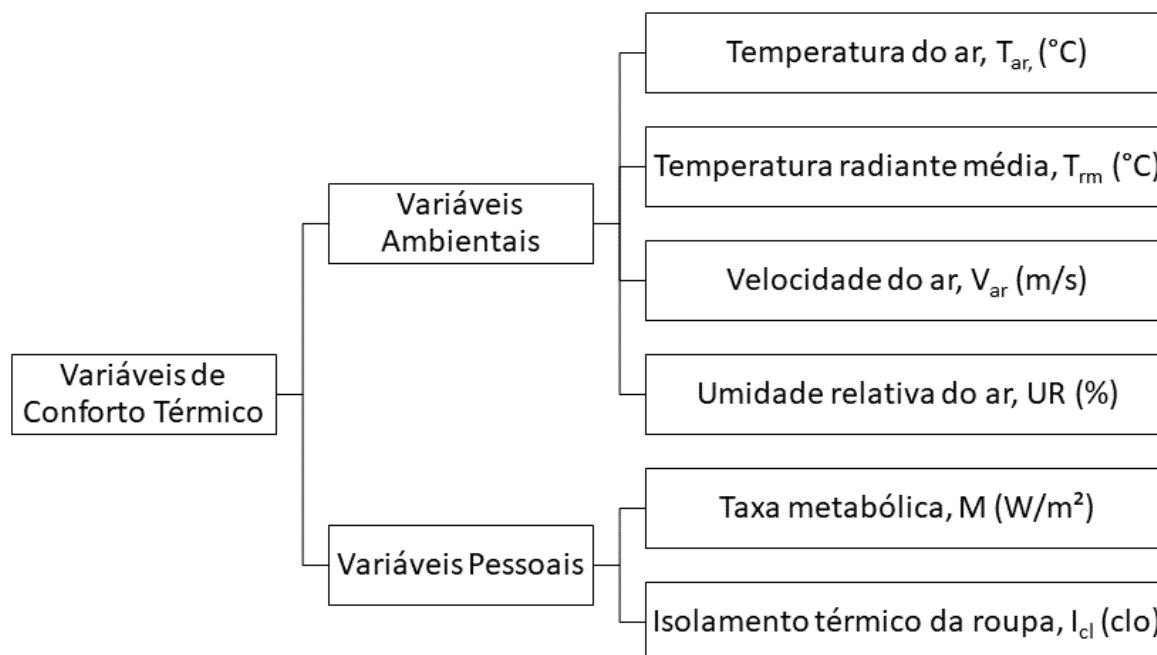 Temperatura do ar, Tar, (°C)
Temperatura radiante média, Trm (°C)
Variáveis
Ambientais
Velocidade do ar, Var (m/s)
Variáveis de
Conforto Térmico
Umidade relativa do ar, UR (%)
Taxa metabólica, M (W/m²)
Variáveis Pessoais
Isolamento térmico da roupa, Icl (clo)